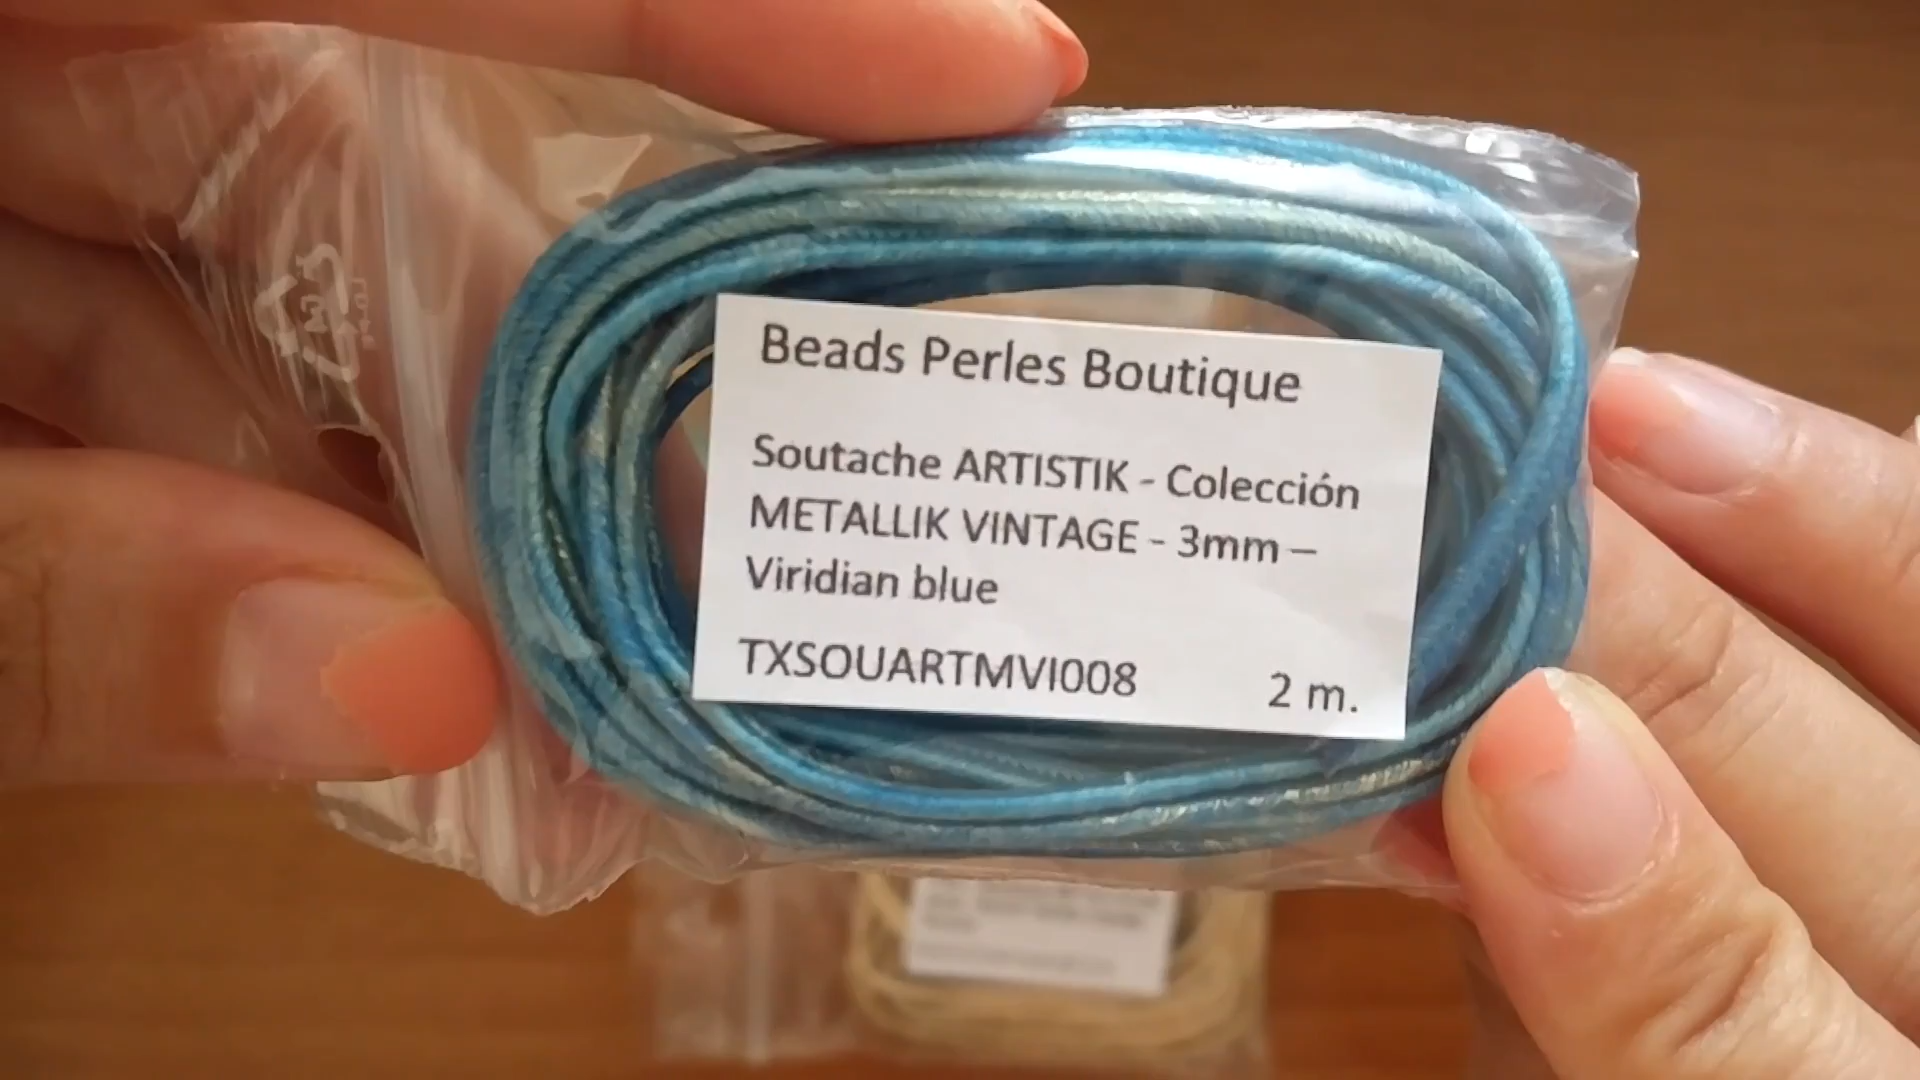 Beads Perles Boutique
Soutache ARTISTIK - Colección
METALLIK VINTAGE - 3mm –
Viridian blue
TXSOUARTMVI008 2 m.